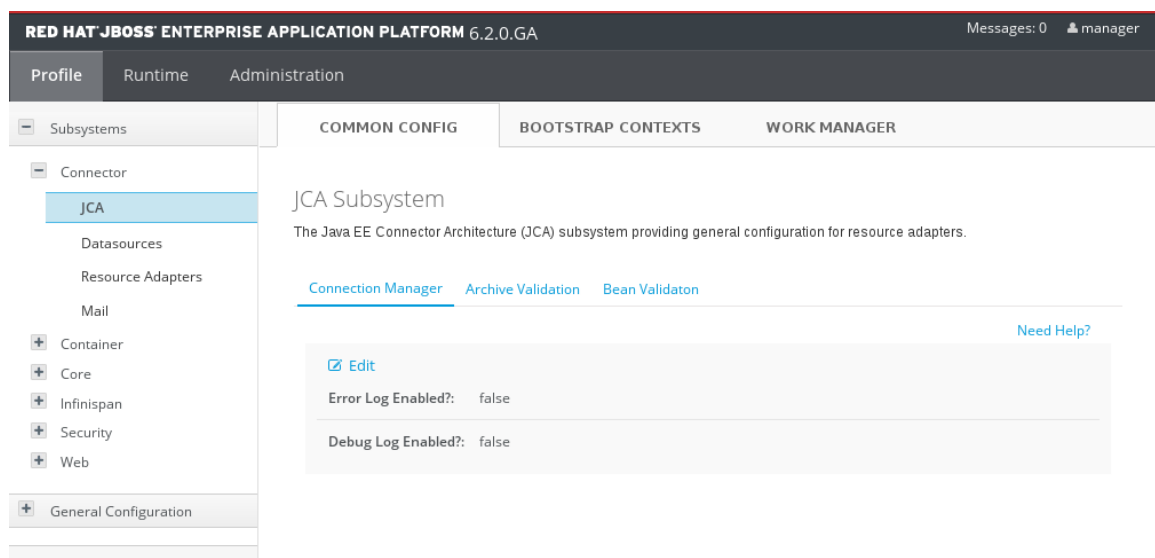 RED HAT JBOSS ENTERPRISE APPLICATION PLATFORM 6.2.0.GA Messages: 0 manager
Profile Runtime Administration
Subsystems
COMMON CONFIG BOOTSTRAP CONTEXTS WORK MANAGER
Connector
JCA
JCA Subsystem
The Java EE Connector Architecture (JCA) subsystem providing general configuration for resource adapters.
Datasources
Resource Adapters
Connection Manager Archive Validation Bean Validaton
Mail
Need Help?
Container
Edit
Core
Error Log Enabled?: false
Infinispan
Security
Debug Log Enabled?: false
Web
General Configuration